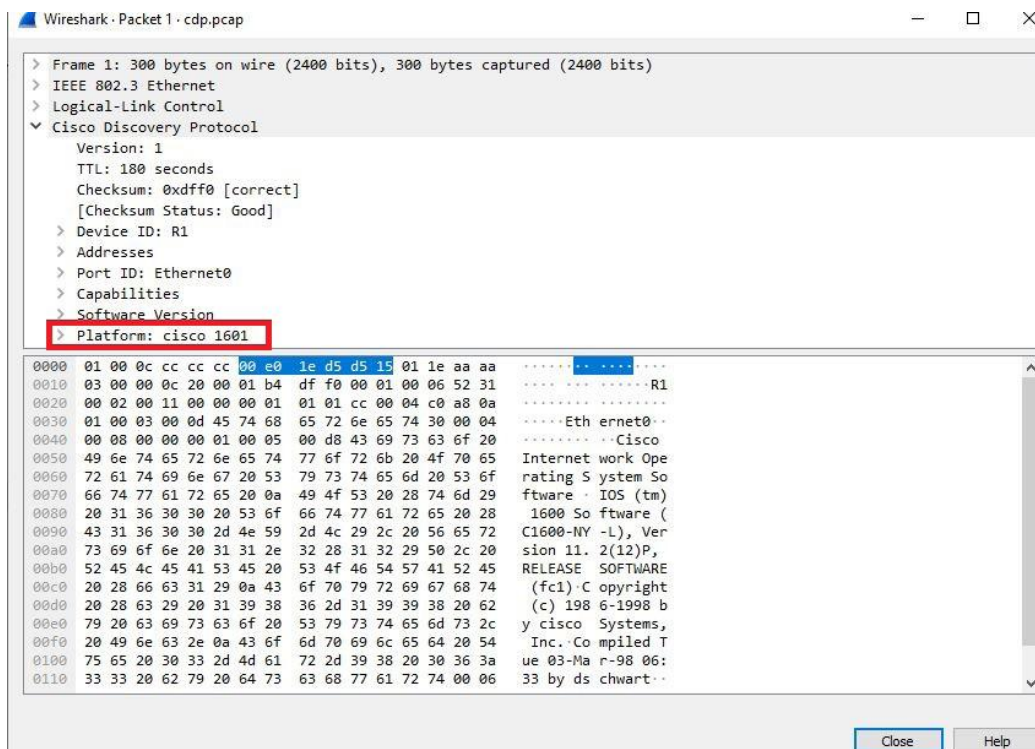 Wireshark · Packet 1 · cdp.pcap
> Frame 1: 300 bytes on wire (2400 bits), 300 bytes captured (2400 bits)
> IEEE 802.3 Ethernet
> Logical-Link Control
Cisco Discovery Protocol
Version: 1
TTL: 180 seconds
Checksum: 0xdff0 [correct]
[Checksum Status: Good]
> Device ID: R1
> Addresses
> Port ID: Ethernet0
> Capabilities
> Software Version
> Platform: cisco 1601
0000 01 00 0c cc cc cc 00 e0 1e d5 d5 15 01 1e aa aa ········ ········
0010 03 00 00 0c 20 00 01 b4 df f0 00 01 00 06 52 31 ···· ··· ······R1
0020 00 02 00 11 00 00 00 01 01 01 cc 00 04 c0 a8 0a ········ ········
0030 01 00 03 00 0d 45 74 68 65 72 6e 65 74 30 00 04 ·····Eth ernet0··
0040 00 08 00 00 00 01 00 05 00 d8 43 69 73 63 6f 20 ········ ··Cisco
0050 49 6e 74 65 72 6e 65 74 77 6f 72 6b 20 4f 70 65 Internet work Ope
0060 72 61 74 69 6e 67 20 53 79 73 74 65 6d 20 53 6f rating S ystem So
0070 66 74 77 61 72 65 20 0a 49 4f 53 20 28 74 6d 29 ftware · IOS (tm)
0080 20 31 36 30 30 20 53 6f 66 74 77 61 72 65 20 28 1600 So ftware (
0090 43 31 36 30 30 2d 4e 59 2d 4c 29 2c 20 56 65 72 C1600-NY -L), Ver
00a0 73 69 6f 6e 20 31 31 2e 32 28 31 32 29 50 2c 20 sion 11. 2(12)P,
00b0 52 45 4c 45 41 53 45 20 53 4f 46 54 57 41 52 45 RELEASE SOFTWARE
00c0 20 28 66 63 31 29 0a 43 6f 70 79 72 69 67 68 74 (fc1)·C opyright
00d0 20 28 63 29 20 31 39 38 36 2d 31 39 39 38 20 62 (c) 198 6-1998 b
00e0 79 20 63 69 73 63 6f 20 53 79 73 74 65 6d 73 2c y cisco Systems,
00f0 20 49 6e 63 2e 0a 43 6f 6d 70 69 6c 65 64 20 54 Inc.·Co mpiled T
0100 75 65 20 30 33 2d 4d 61 72 2d 39 38 20 30 36 3a ue 03-Ma r-98 06:
0110 33 33 20 62 79 20 64 73 63 68 77 61 72 74 00 06 33 by ds chwart··
Close Help